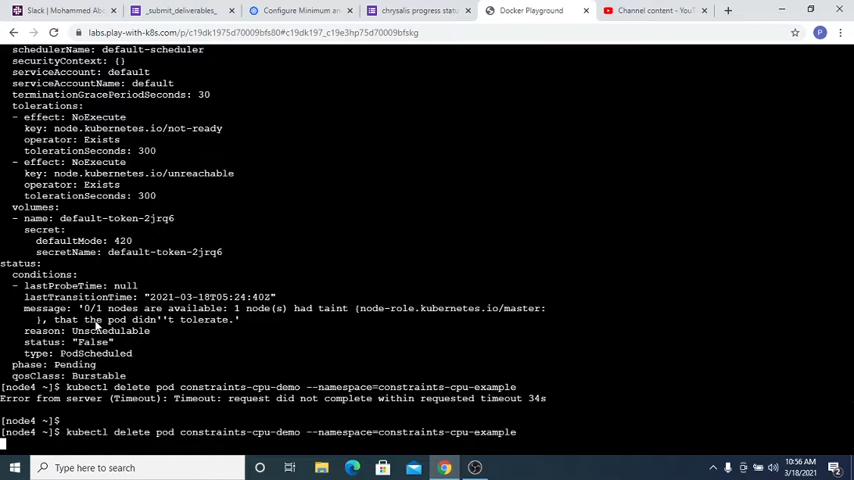 Slack | Mohammed Abo
_submit_deliverables_
Configure Minimum an
chrysalis progress statu
Docker Playground
Channel content - YouT
labs.play-with-k8s.com/p/c19dk1975d70009bfs80#c19dk197_c19e3hp75d70009bfskg
P
schedulerName: default-scheduler
securityContext: {}
serviceAccount: default
serviceAccountName: default
terminationGracePeriodSeconds: 30
tolerations:
- effect: NoExecute
key: node.kubernetes.io/not-ready
operator: Exists
tolerationSeconds: 300
- effect: NoExecute
key: node.kubernetes.io/unreachable
operator: Exists
tolerationSeconds: 300
volumes:
- name: default-token-2jrq6
secret:
defaultMode: 420
secretName: default-token-2jrq6
status:
conditions:
- lastProbeTime: null
lastTransitionTime: "2021-03-18T05:24:40Z"
message: '0/1 nodes are available: 1 node(s) had taint {node-role.kubernetes.io/master:
}, that the pod didn''t tolerate.'
reason: Unschedulable
status: "False"
type: PodScheduled
phase: Pending
qosClass: Burstable
[node4 ~]$ kubectl delete pod constraints-cpu-demo --namespace=constraints-cpu-example
Error from server (Timeout): Timeout: request did not complete within requested timeout 34s
[node4 ~]$
[node4 ~]$ kubectl delete pod constraints-cpu-demo --namespace=constraints-cpu-example
Type here to search
10:56 AM
3/18/2021
2